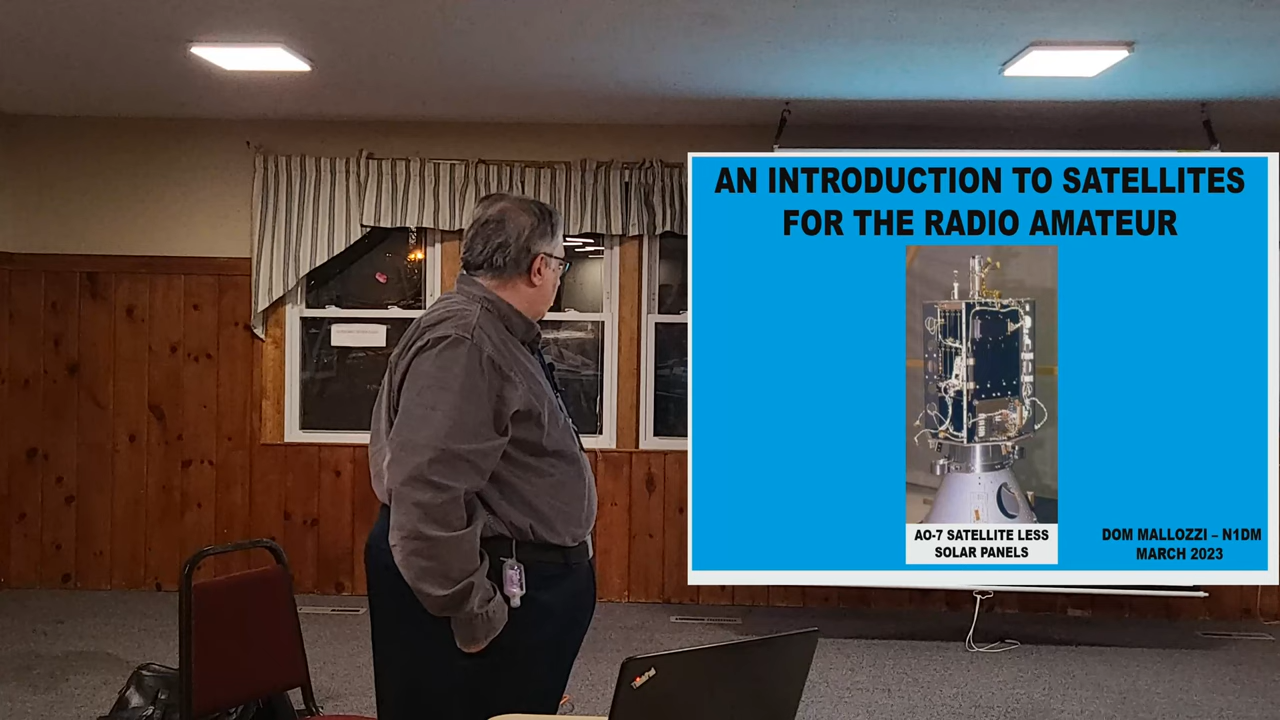 AN INTRODUCTION TO SATELLITES
FOR THE RADIO AMATEUR
AO-7 SATELLITE LESS
SOLAR PANELS
DOM MALLOZZI – N1DM
MARCH 2023
ThinkPad